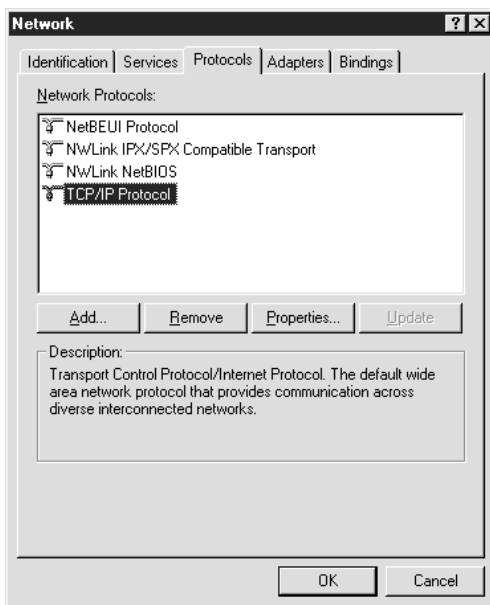 Network
Identification Services Protocols Adapters Bindings
Network Protocols:
NetBEUI Protocol
NWLink IPX/SPX Compatible Transport
NWLink NetBIOS
TCP/IP Protocol
Add... Remove Properties... Update
Description:
Transport Control Protocol/Internet Protocol. The default wide
area network protocol that provides communication across
diverse interconnected networks.
OK Cancel